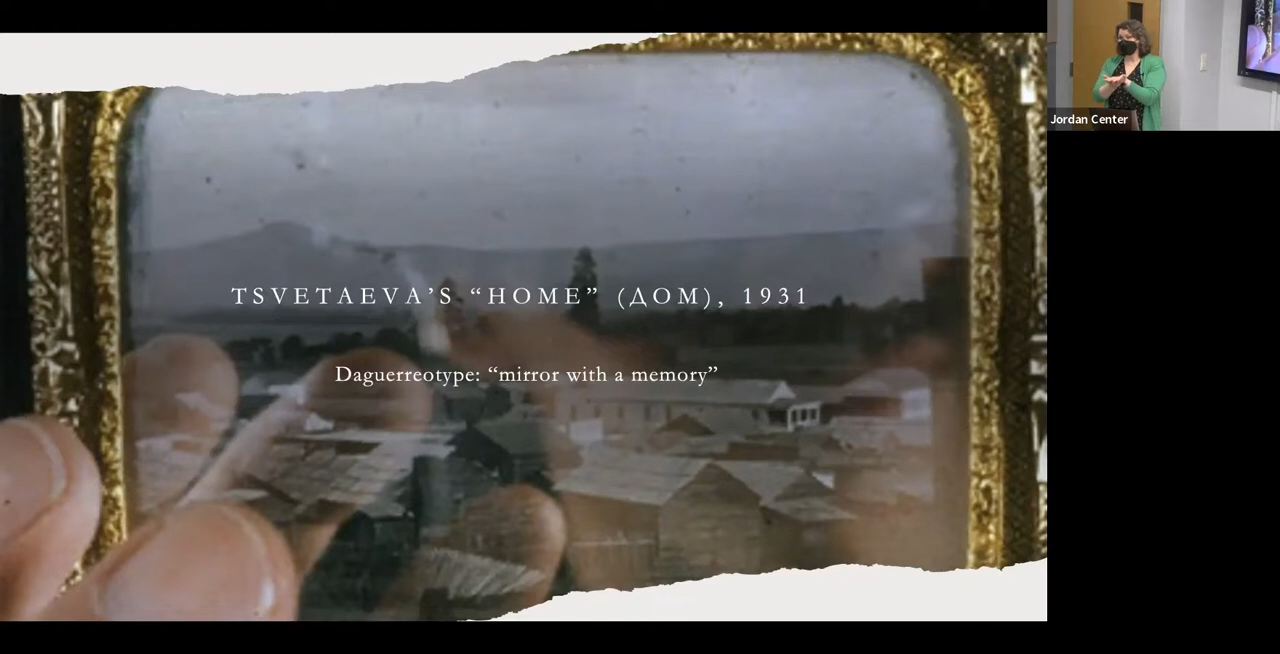 TSVETAEVA'S “HOME” (ДОМ), 1931
Daguerreotype: “mirror with a memory”
Jordan Center